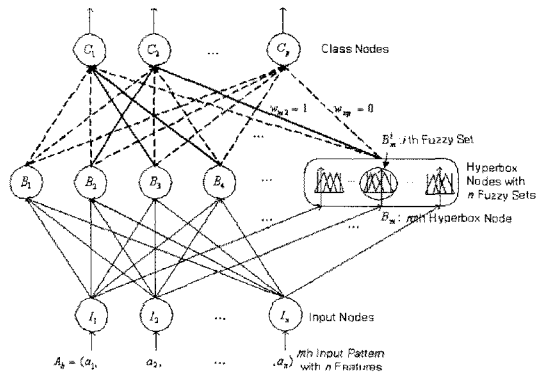 C₁ C₂ ... Cₚ Class Nodes
wₘ₂ = 1 wₘₚ = 0
... Bₘⁱ : ith Fuzzy Set
B₁ B₂ B₃ B₄ ... ... ... Hyperbox
Nodes with
n Fuzzy Sets
... ... Bₘ : mth Hyperbox Node
I₁ I₂ ... Iₙ Input Nodes
Aₕ = (a₁, a₂, ... ,aₙ) hth Input Pattern
with n Features